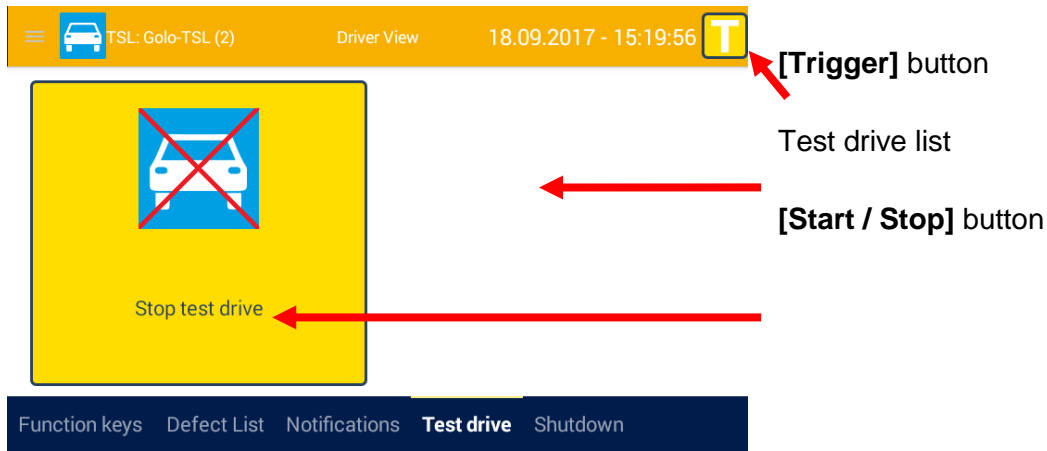 TSL: Golo-TSL (2) Driver View 18.09.2017 - 15:19:56 T
[Trigger] button
Test drive list
[Start / Stop] button
Stop test drive
Function keys Defect List Notifications Test drive Shutdown